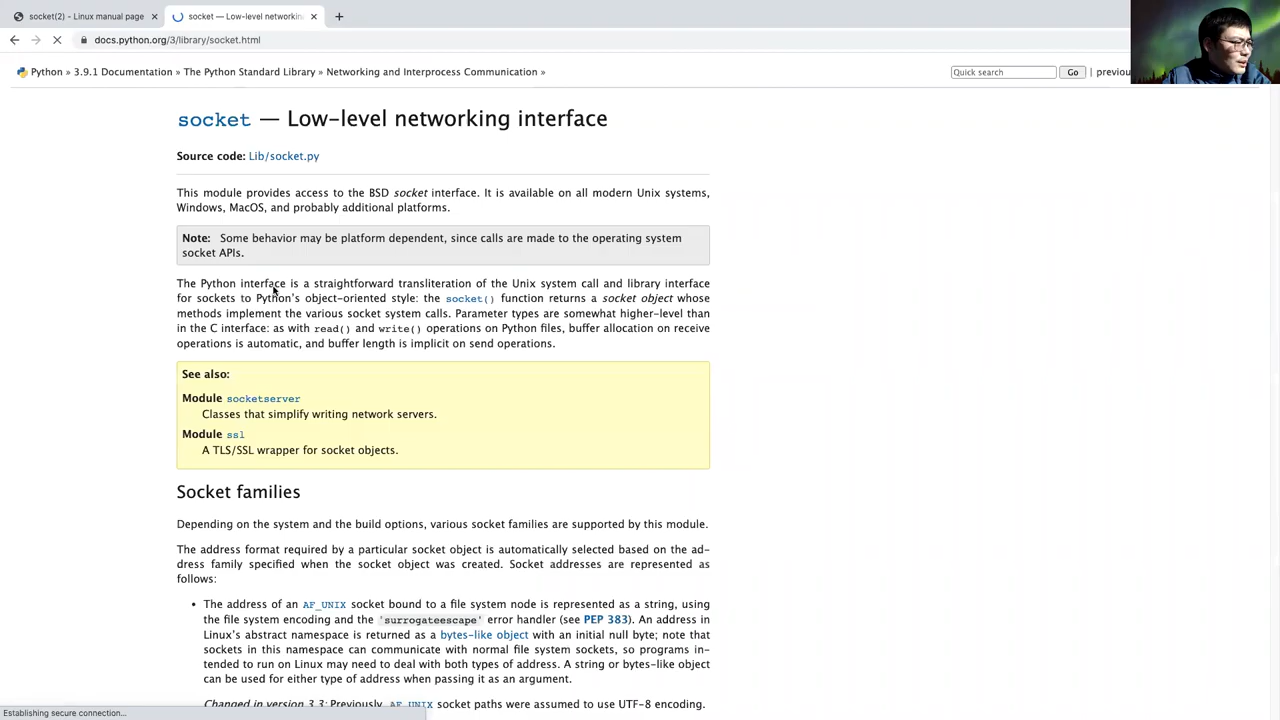 socket(2) - Linux manual page
socket — Low-level networkin
docs.python.org/3/library/socket.html
Python » 3.9.1 Documentation » The Python Standard Library » Networking and Interprocess Communication »
Quick search Go | previou
socket — Low-level networking interface
Source code: Lib/socket.py
This module provides access to the BSD socket interface. It is available on all modern Unix systems,
Windows, MacOS, and probably additional platforms.
Note: Some behavior may be platform dependent, since calls are made to the operating system
socket APIs.
The Python interface is a straightforward transliteration of the Unix system call and library interface
for sockets to Python's object-oriented style: the socket() function returns a socket object whose
methods implement the various socket system calls. Parameter types are somewhat higher-level than
in the C interface: as with read() and write() operations on Python files, buffer allocation on receive
operations is automatic, and buffer length is implicit on send operations.
See also:
Module socketserver
Classes that simplify writing network servers.
Module ssl
A TLS/SSL wrapper for socket objects.
Socket families
Depending on the system and the build options, various socket families are supported by this module.
The address format required by a particular socket object is automatically selected based on the ad-
dress family specified when the socket object was created. Socket addresses are represented as
follows:
• The address of an AF_UNIX socket bound to a file system node is represented as a string, using
the file system encoding and the 'surrogateescape' error handler (see PEP 383). An address in
Linux's abstract namespace is returned as a bytes-like object with an initial null byte; note that
sockets in this namespace can communicate with normal file system sockets, so programs in-
tended to run on Linux may need to deal with both types of address. A string or bytes-like object
can be used for either type of address when passing it as an argument.
Changed in version 3.3: Previously, AF_UNIX socket paths were assumed to use UTF-8 encoding.
Establishing secure connection...